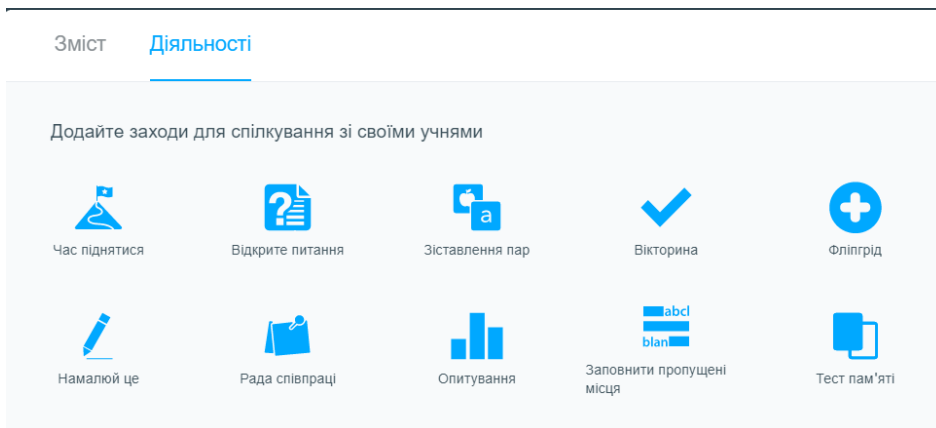 Зміст Діяльності
Додайте заходи для спілкування зі своїми учнями
Час піднятися Відкрите питання Зіставлення пар Вікторина Фліпгрід
a
abcl
blan
Намалюй це Рада співпраці Опитування Заповнити пропущені місця Тест пам'яті